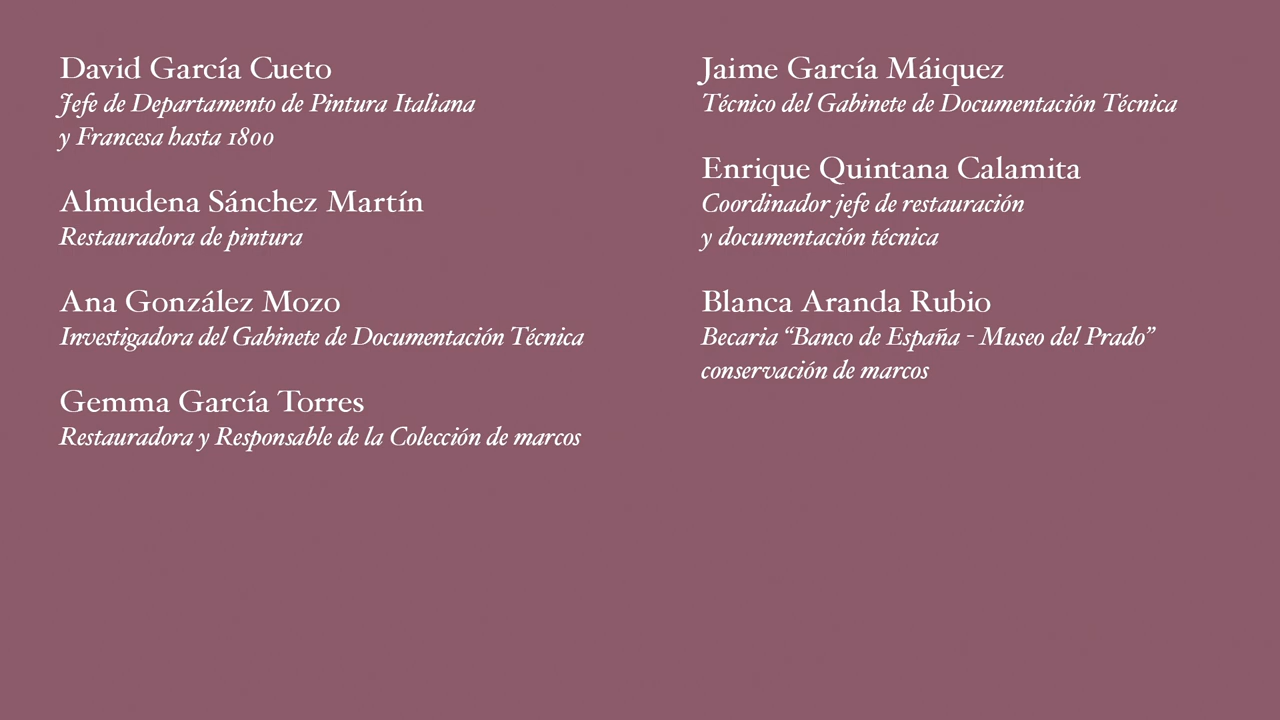 David García Cueto
Jefe de Departamento de Pintura Italiana
y Francesa hasta 1800
Almudena Sánchez Martín
Restauradora de pintura
Ana González Mozo
Investigadora del Gabinete de Documentación Técnica
Gemma García Torres
Restauradora y Responsable de la Colección de marcos
Jaime García Máiquez
Técnico del Gabinete de Documentación Técnica
Enrique Quintana Calamita
Coordinador jefe de restauración
y documentación técnica
Blanca Aranda Rubio
Becaria “Banco de España - Museo del Prado”
conservación de marcos